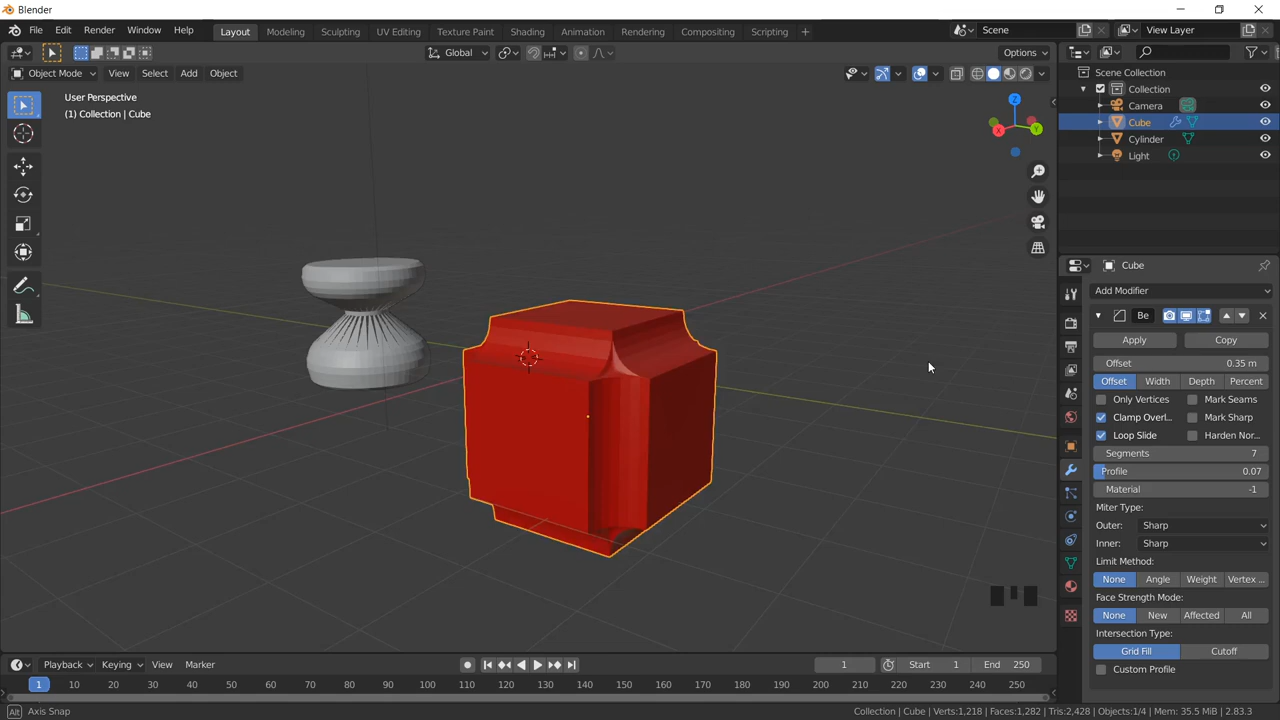 Blender
File Edit Render Window Help Layout Modeling Sculpting UV Editing Texture Paint Shading Animation Rendering Compositing Scripting + Scene View Layer
Global Options
Object Mode View Select Add Object
User Perspective
(1) Collection | Cube
Z
X
Y
Scene Collection
Collection
Camera
Cube
Cylinder
Light
Cube
Add Modifier
Be
Apply Copy
Offset 0.35 m
Offset Width Depth Percent
Only Vertices Mark Seams
Clamp Overl... Mark Sharp
Loop Slide Harden Nor...
Segments 7
Profile 0.07
Material -1
Miter Type:
Outer: Sharp
Inner: Sharp
Limit Method:
None Angle Weight Vertex ...
Face Strength Mode:
None New Affected All
Intersection Type:
Grid Fill Cutoff
Custom Profile
Playback Keying View Marker 1 Start 1 End 250
1 10 20 30 40 50 60 70 80 90 100 110 120 130 140 150 160 170 180 190 200 210 220 230 240 250
Alt Axis Snap Collection | Cube | Verts:1,218 | Faces:1,282 | Tris:2,428 | Objects:1/4 | Mem: 35.5 MiB | 2.83.3